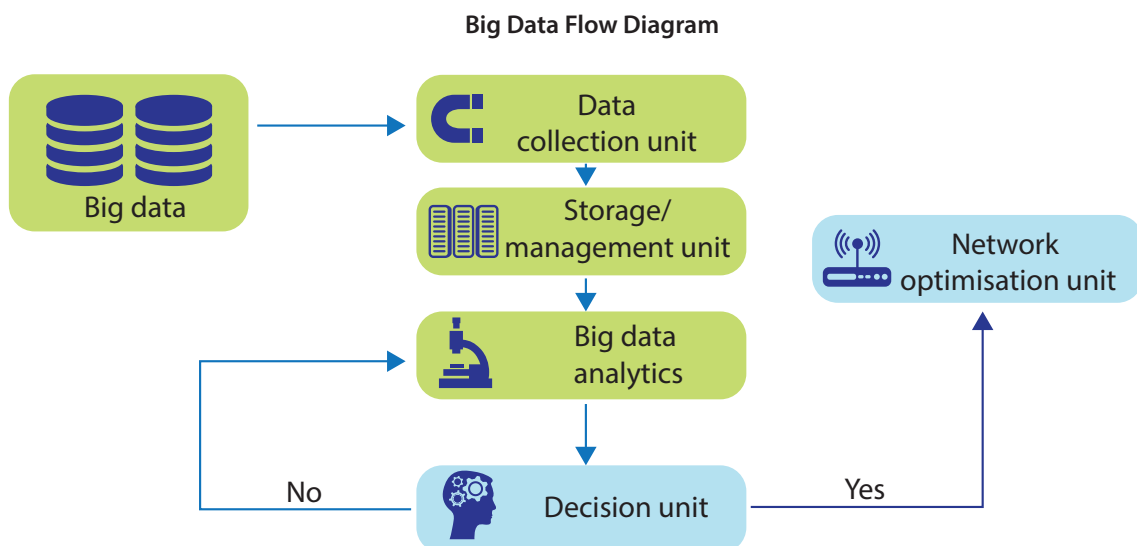 Big Data Flow Diagram
Data
collection unit
Big data
Storage/
management unit
Network
optimisation unit
Big data
analytics
No
Decision unit
Yes